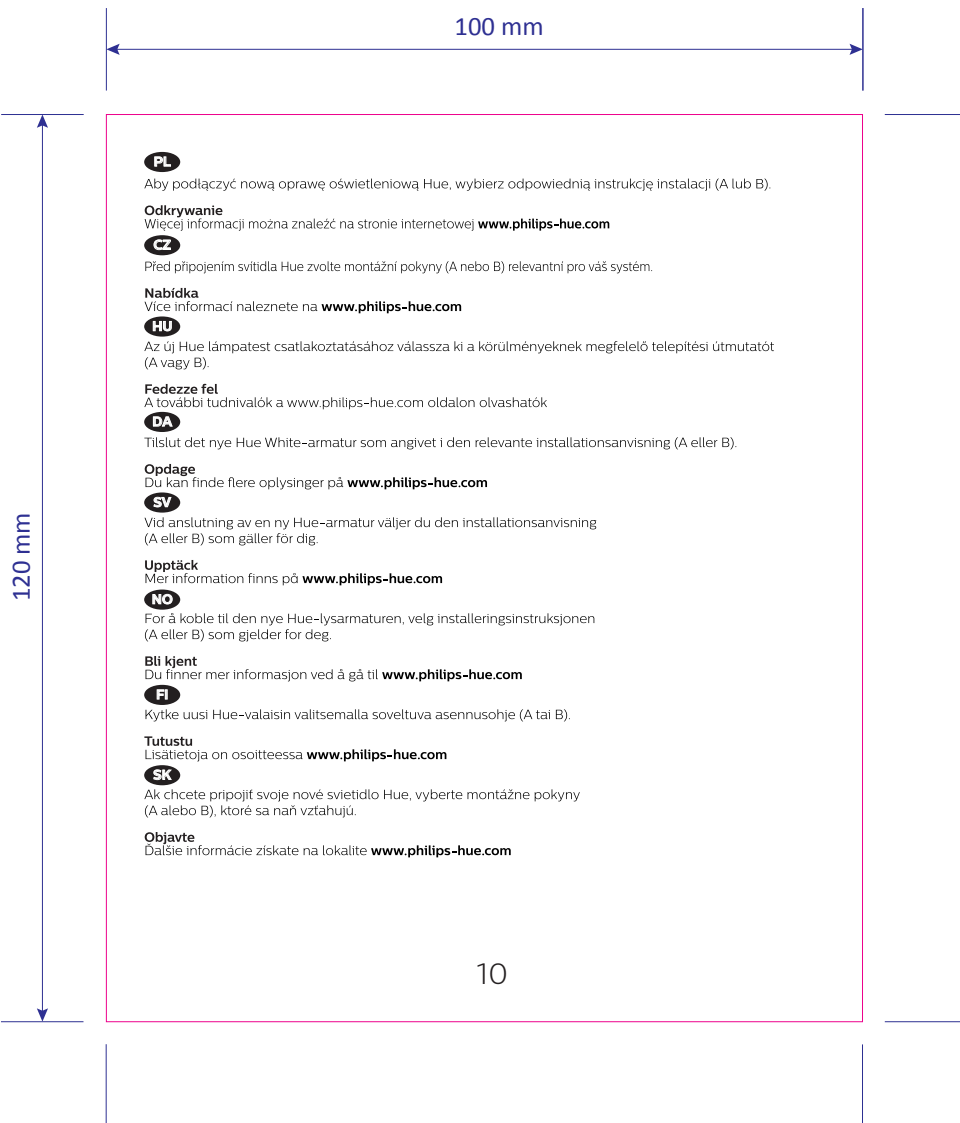 100 mm
120 mm
PL
Aby podłączyć nową oprawę oświetleniową Hue, wybierz odpowiednią instrukcję instalacji (A lub B).
Odkrywanie
Więcej informacji można znaleźć na stronie internetowej www.philips-hue.com
CZ
Před připojením svítidla Hue zvolte montážní pokyny (A nebo B) relevantní pro váš systém.
Nabídka
Více informací naleznete na www.philips-hue.com
HU
Az új Hue lámpatest csatlakoztatásához válassza ki a körülményeknek megfelelő telepítési útmutatót
(A vagy B).
Fedezze fel
A további tudnivalók a www.philips-hue.com oldalon olvashatók
DA
Tilslut det nye Hue White-armatur som angivet i den relevante installationsanvisning (A eller B).
Opdage
Du kan finde flere oplysinger på www.philips-hue.com
SV
Vid anslutning av en ny Hue-armatur väljer du den installationsanvisning
(A eller B) som gäller för dig.
Upptäck
Mer information finns på www.philips-hue.com
NO
For å koble til den nye Hue-lysarmaturen, velg installeringsinstruksjonen
(A eller B) som gjelder for deg.
Bli kjent
Du finner mer informasjon ved å gå til www.philips-hue.com
FI
Kytke uusi Hue-valaisin valitsemalla soveltuva asennusohje (A tai B).
Tutustu
Lisätietoja on osoitteessa www.philips-hue.com
SK
Ak chcete pripojiť svoje nové svietidlo Hue, vyberte montážne pokyny
(A alebo B), ktoré sa naň vzťahujú.
Objavte
Ďalšie informácie získate na lokalite www.philips-hue.com
10